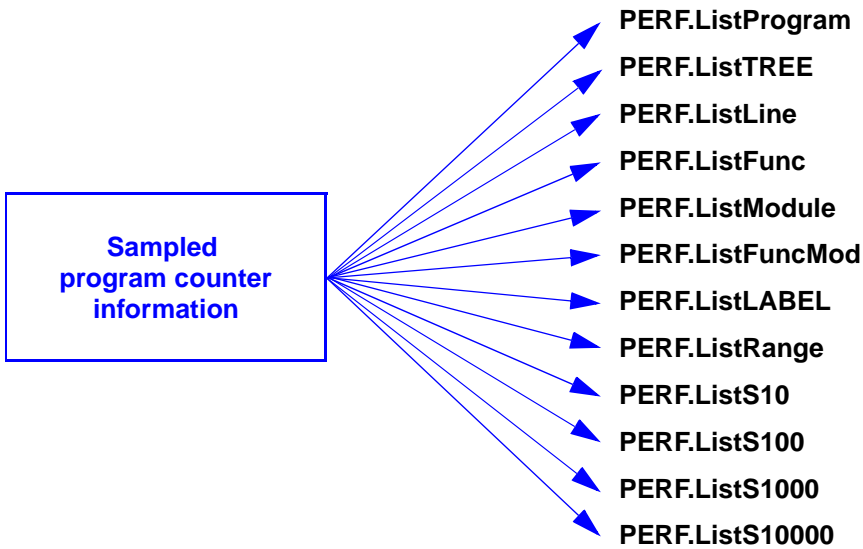 Sampled
program counter
information
PERF.ListProgram
PERF.ListTREE
PERF.ListLine
PERF.ListFunc
PERF.ListModule
PERF.ListFuncMod
PERF.ListLABEL
PERF.ListRange
PERF.ListS10
PERF.ListS100
PERF.ListS1000
PERF.ListS10000